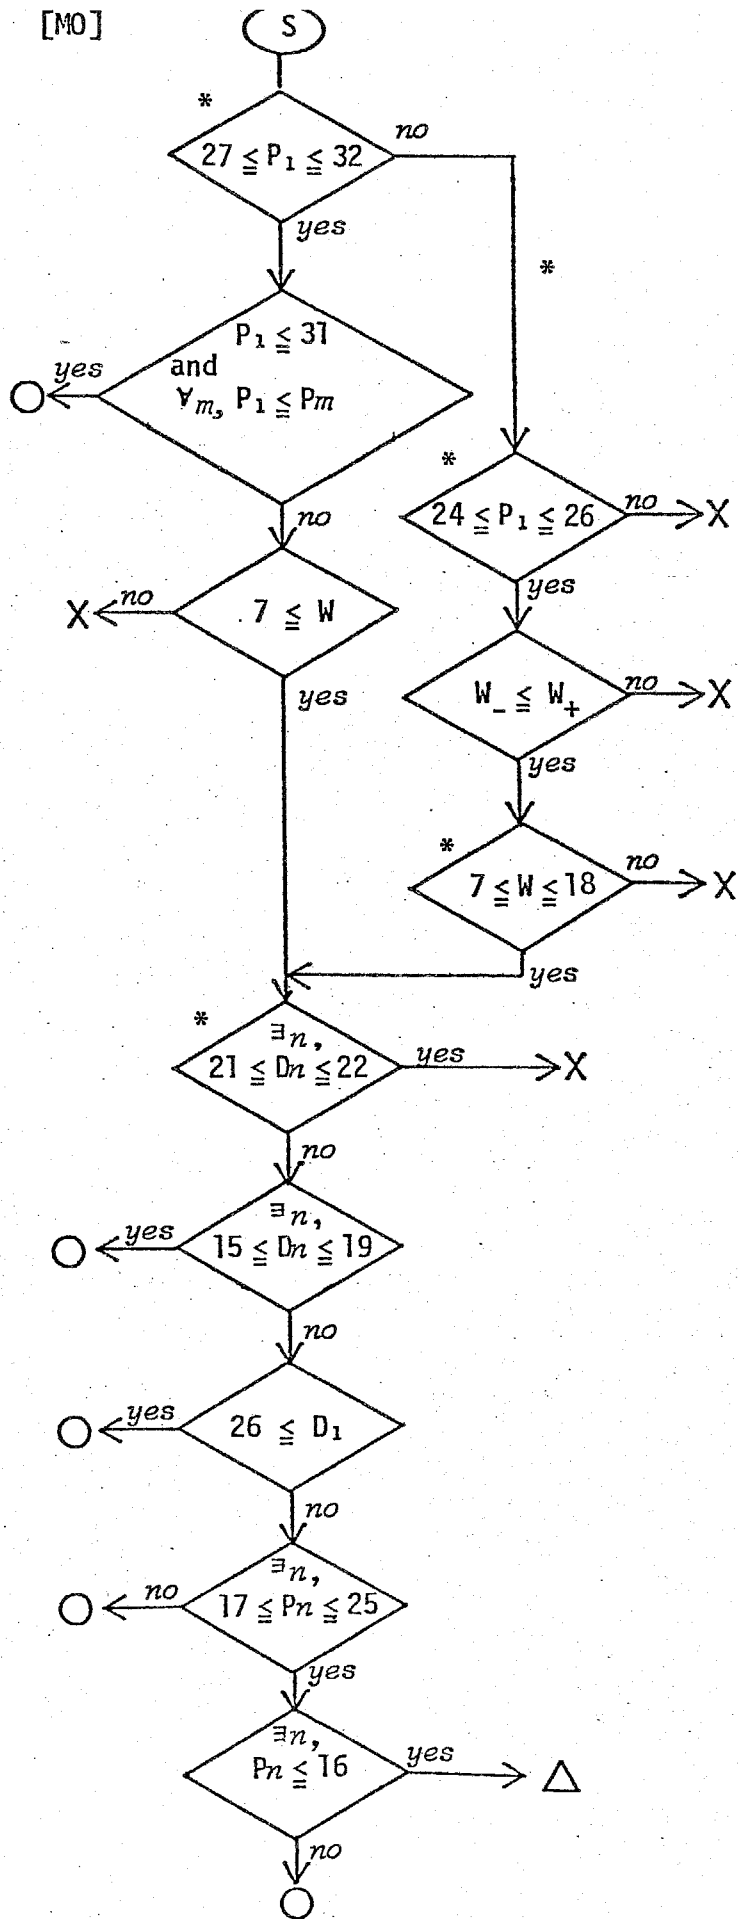 [MO]
S
*
27 ≦ P₁ ≦ 32
no
yes
*
P₁ ≦ 31
and
∀m, P₁ ≦ Pm
yes
○
no
*
24 ≦ P₁ ≦ 26
no
X
yes
7 ≦ W
no
X
yes
W₋ ≦ W₊
no
X
yes
*
7 ≦ W ≦ 18
no
X
yes
*
∃n,
21 ≦ Dn ≦ 22
yes
X
no
∃n,
15 ≦ Dn ≦ 19
yes
○
no
26 ≦ D₁
yes
○
no
∃n,
17 ≦ Pn ≦ 25
no
○
yes
∃n,
Pn ≦ 16
yes
△
no
○